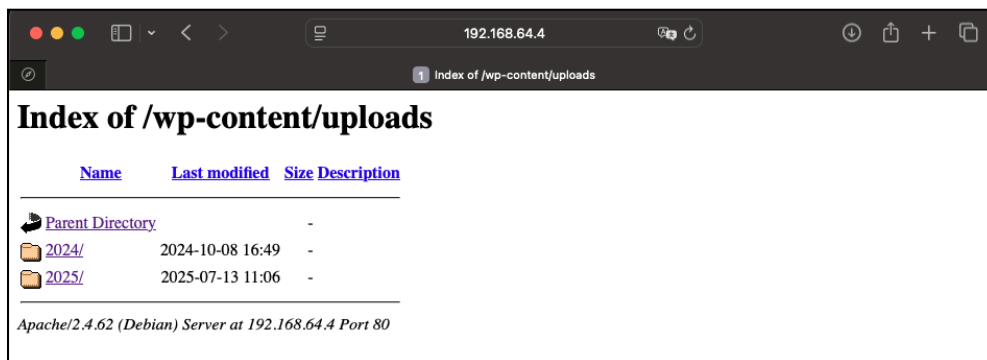 192.168.64.4
1 Index of /wp-content/uploads
Index of /wp-content/uploads
Name Last modified Size Description
Parent Directory -
2024/ 2024-10-08 16:49 -
2025/ 2025-07-13 11:06 -
Apache/2.4.62 (Debian) Server at 192.168.64.4 Port 80